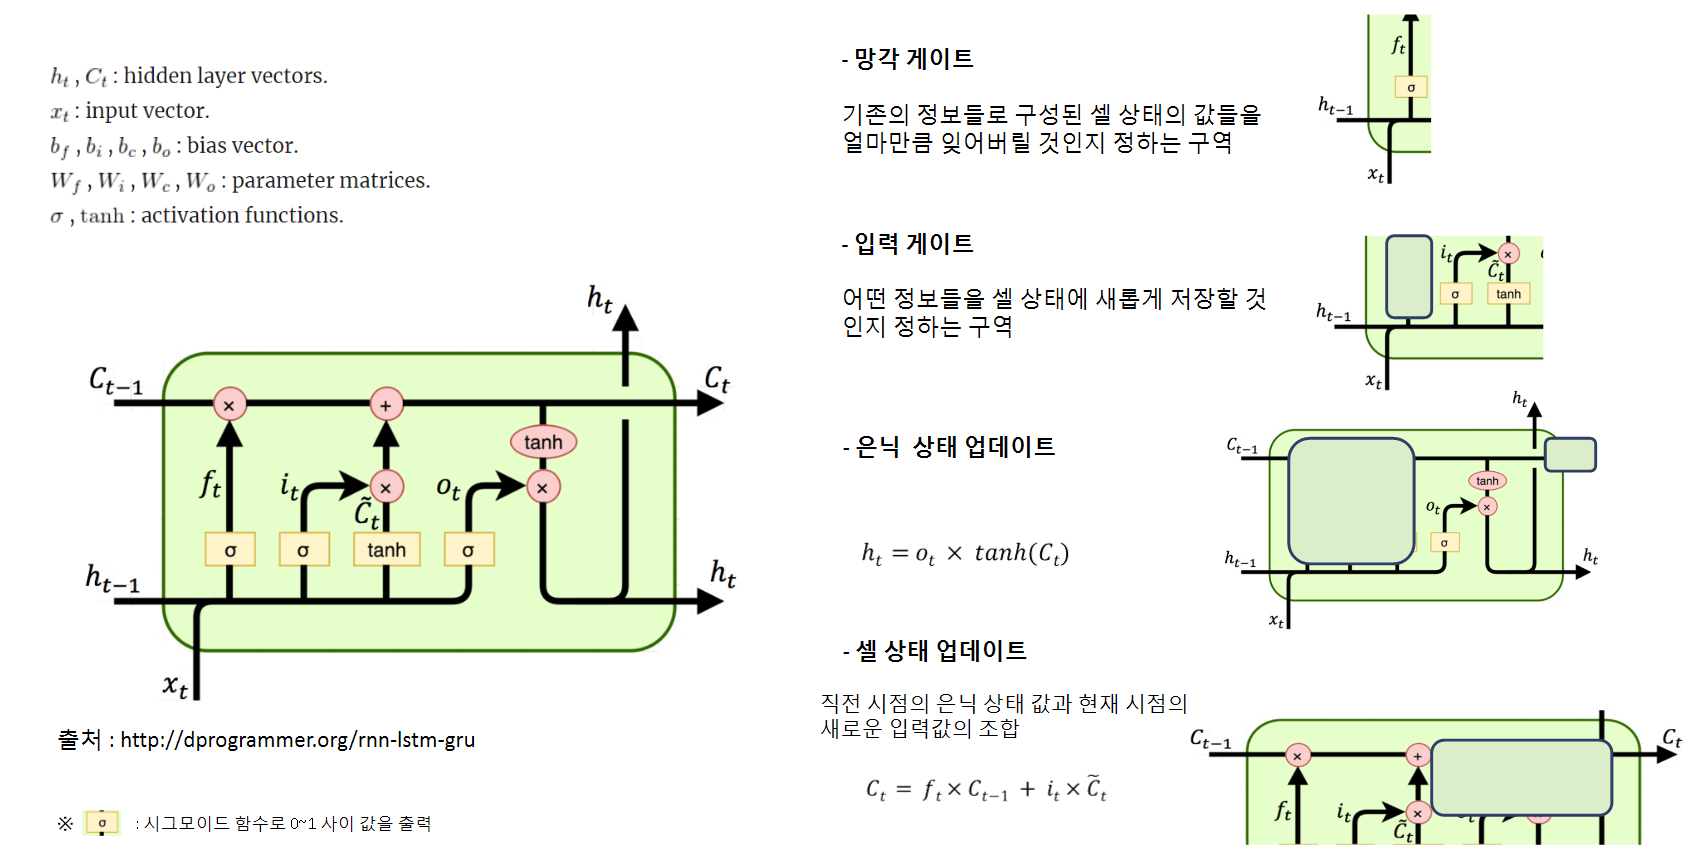 h_t , C_t : hidden layer vectors.
x_t : input vector.
b_f , b_i , b_c , b_o : bias vector.
W_f , W_i , W_c , W_o : parameter matrices.
σ , tanh : activation functions.
h_t
C_{t−1}
C_t
×
+
tanh
f_t
i_t
×
o_t
×
C̃_t
σ
σ
tanh
σ
h_{t−1}
h_t
x_t
출처 : http://dprogrammer.org/rnn-lstm-gru
※ σ : 시그모이드 함수로 0~1 사이 값을 출력
- 망각 게이트
기존의 정보들로 구성된 셀 상태의 값들을
얼마만큼 잊어버릴 것인지 정하는 구역
f_t
σ
h_{t−1}
x_t
- 입력 게이트
어떤 정보들을 셀 상태에 새롭게 저장할 것
인지 정하는 구역
i_t
×
C̃_t
σ
tanh
h_{t−1}
x_t
- 은닉 상태 업데이트
h_t = o_t × tanh(C_t)
h_t
C_{t−1}
tanh
o_t
×
σ
h_{t−1}
h_t
x_t
- 셀 상태 업데이트
직전 시점의 은닉 상태 값과 현재 시점의
새로운 입력값의 조합
C_t = f_t × C_{t−1} + i_t × C̃_t
C_{t−1}
C_t
×
+
f_t
i_t
×
C̃_t